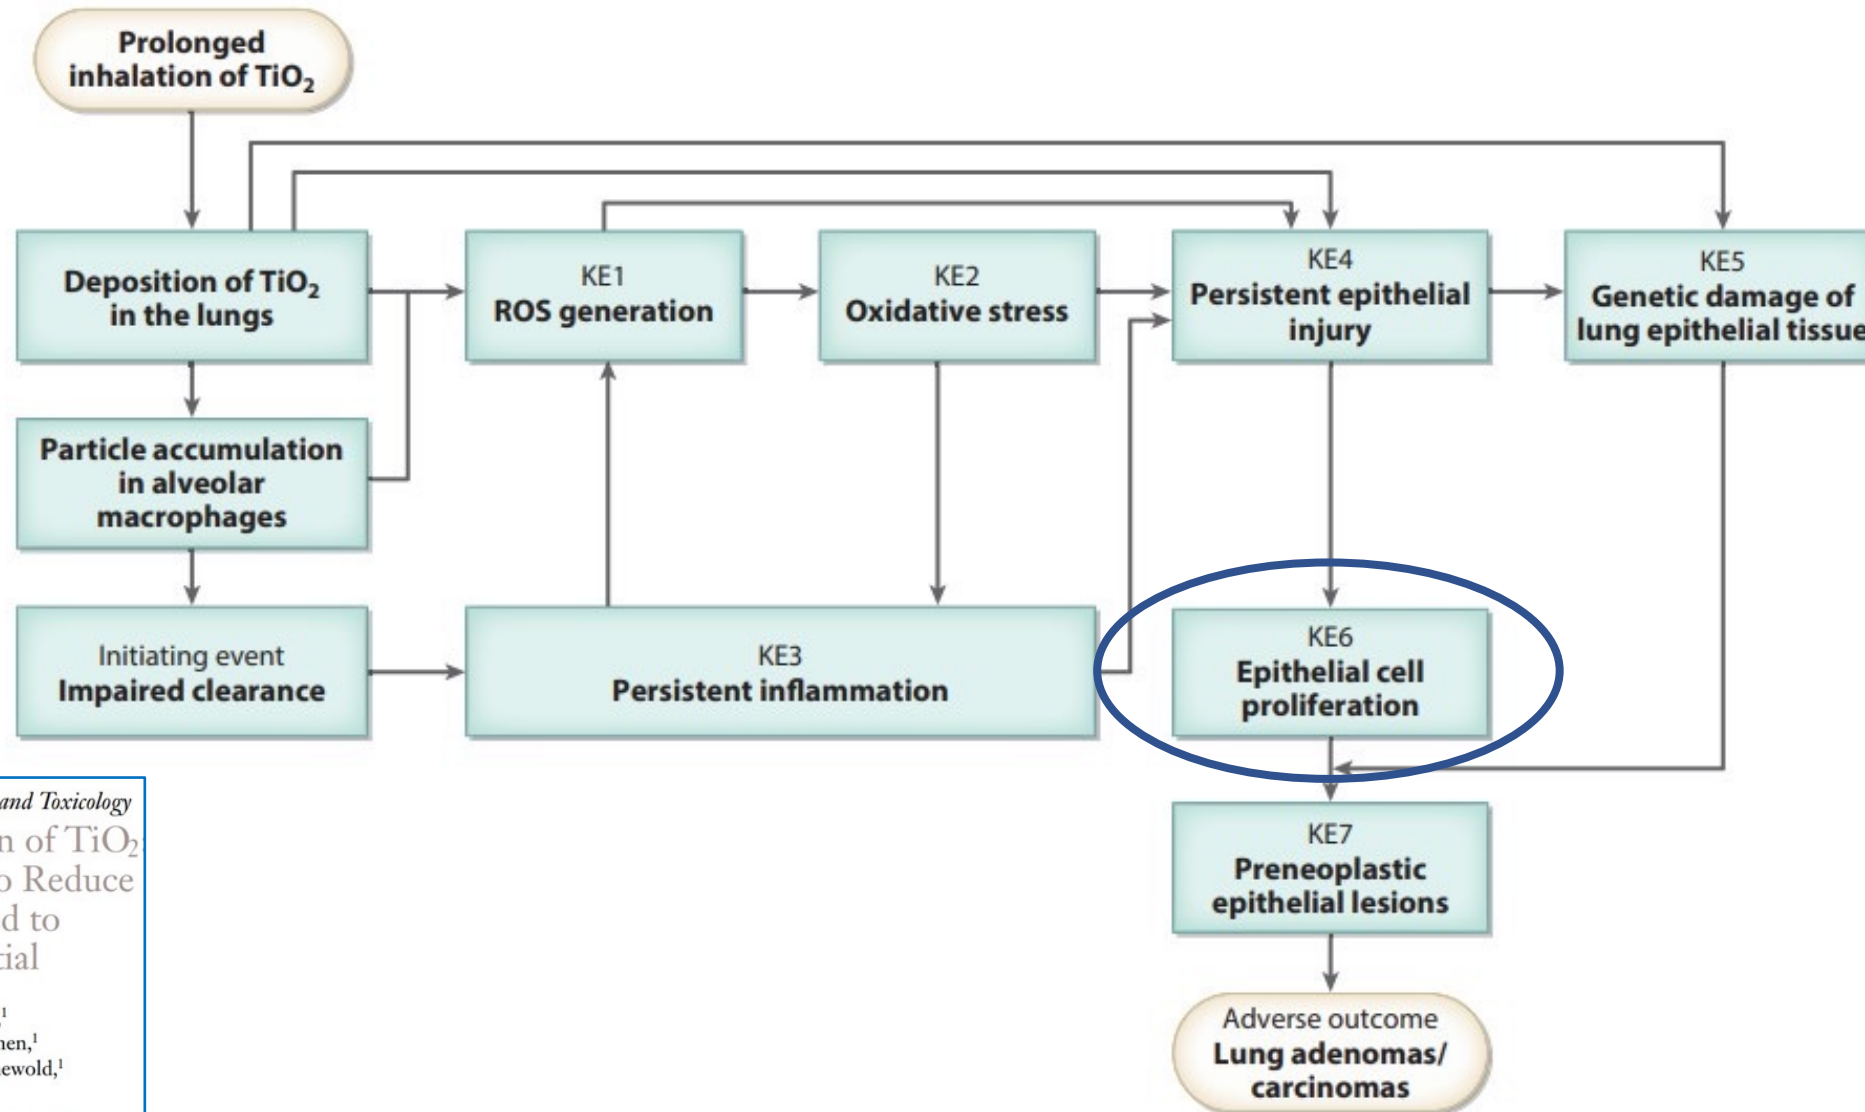 Prolonged
inhalation of TiO₂
Deposition of TiO₂
in the lungs
KE1
ROS generation
KE2
Oxidative stress
KE4
Persistent epithelial
injury
KE5
Genetic damage of
lung epithelial tissue
Particle accumulation
in alveolar
macrophages
Initiating event
Impaired clearance
KE3
Persistent inflammation
KE6
Epithelial cell
proliferation
KE7
Preneoplastic
epithelial lesions
Adverse outcome
Lung adenomas/
carcinomas
and Toxicology
n of TiO₂:
o Reduce
d to
tial
,¹
nen,¹
ewold,¹